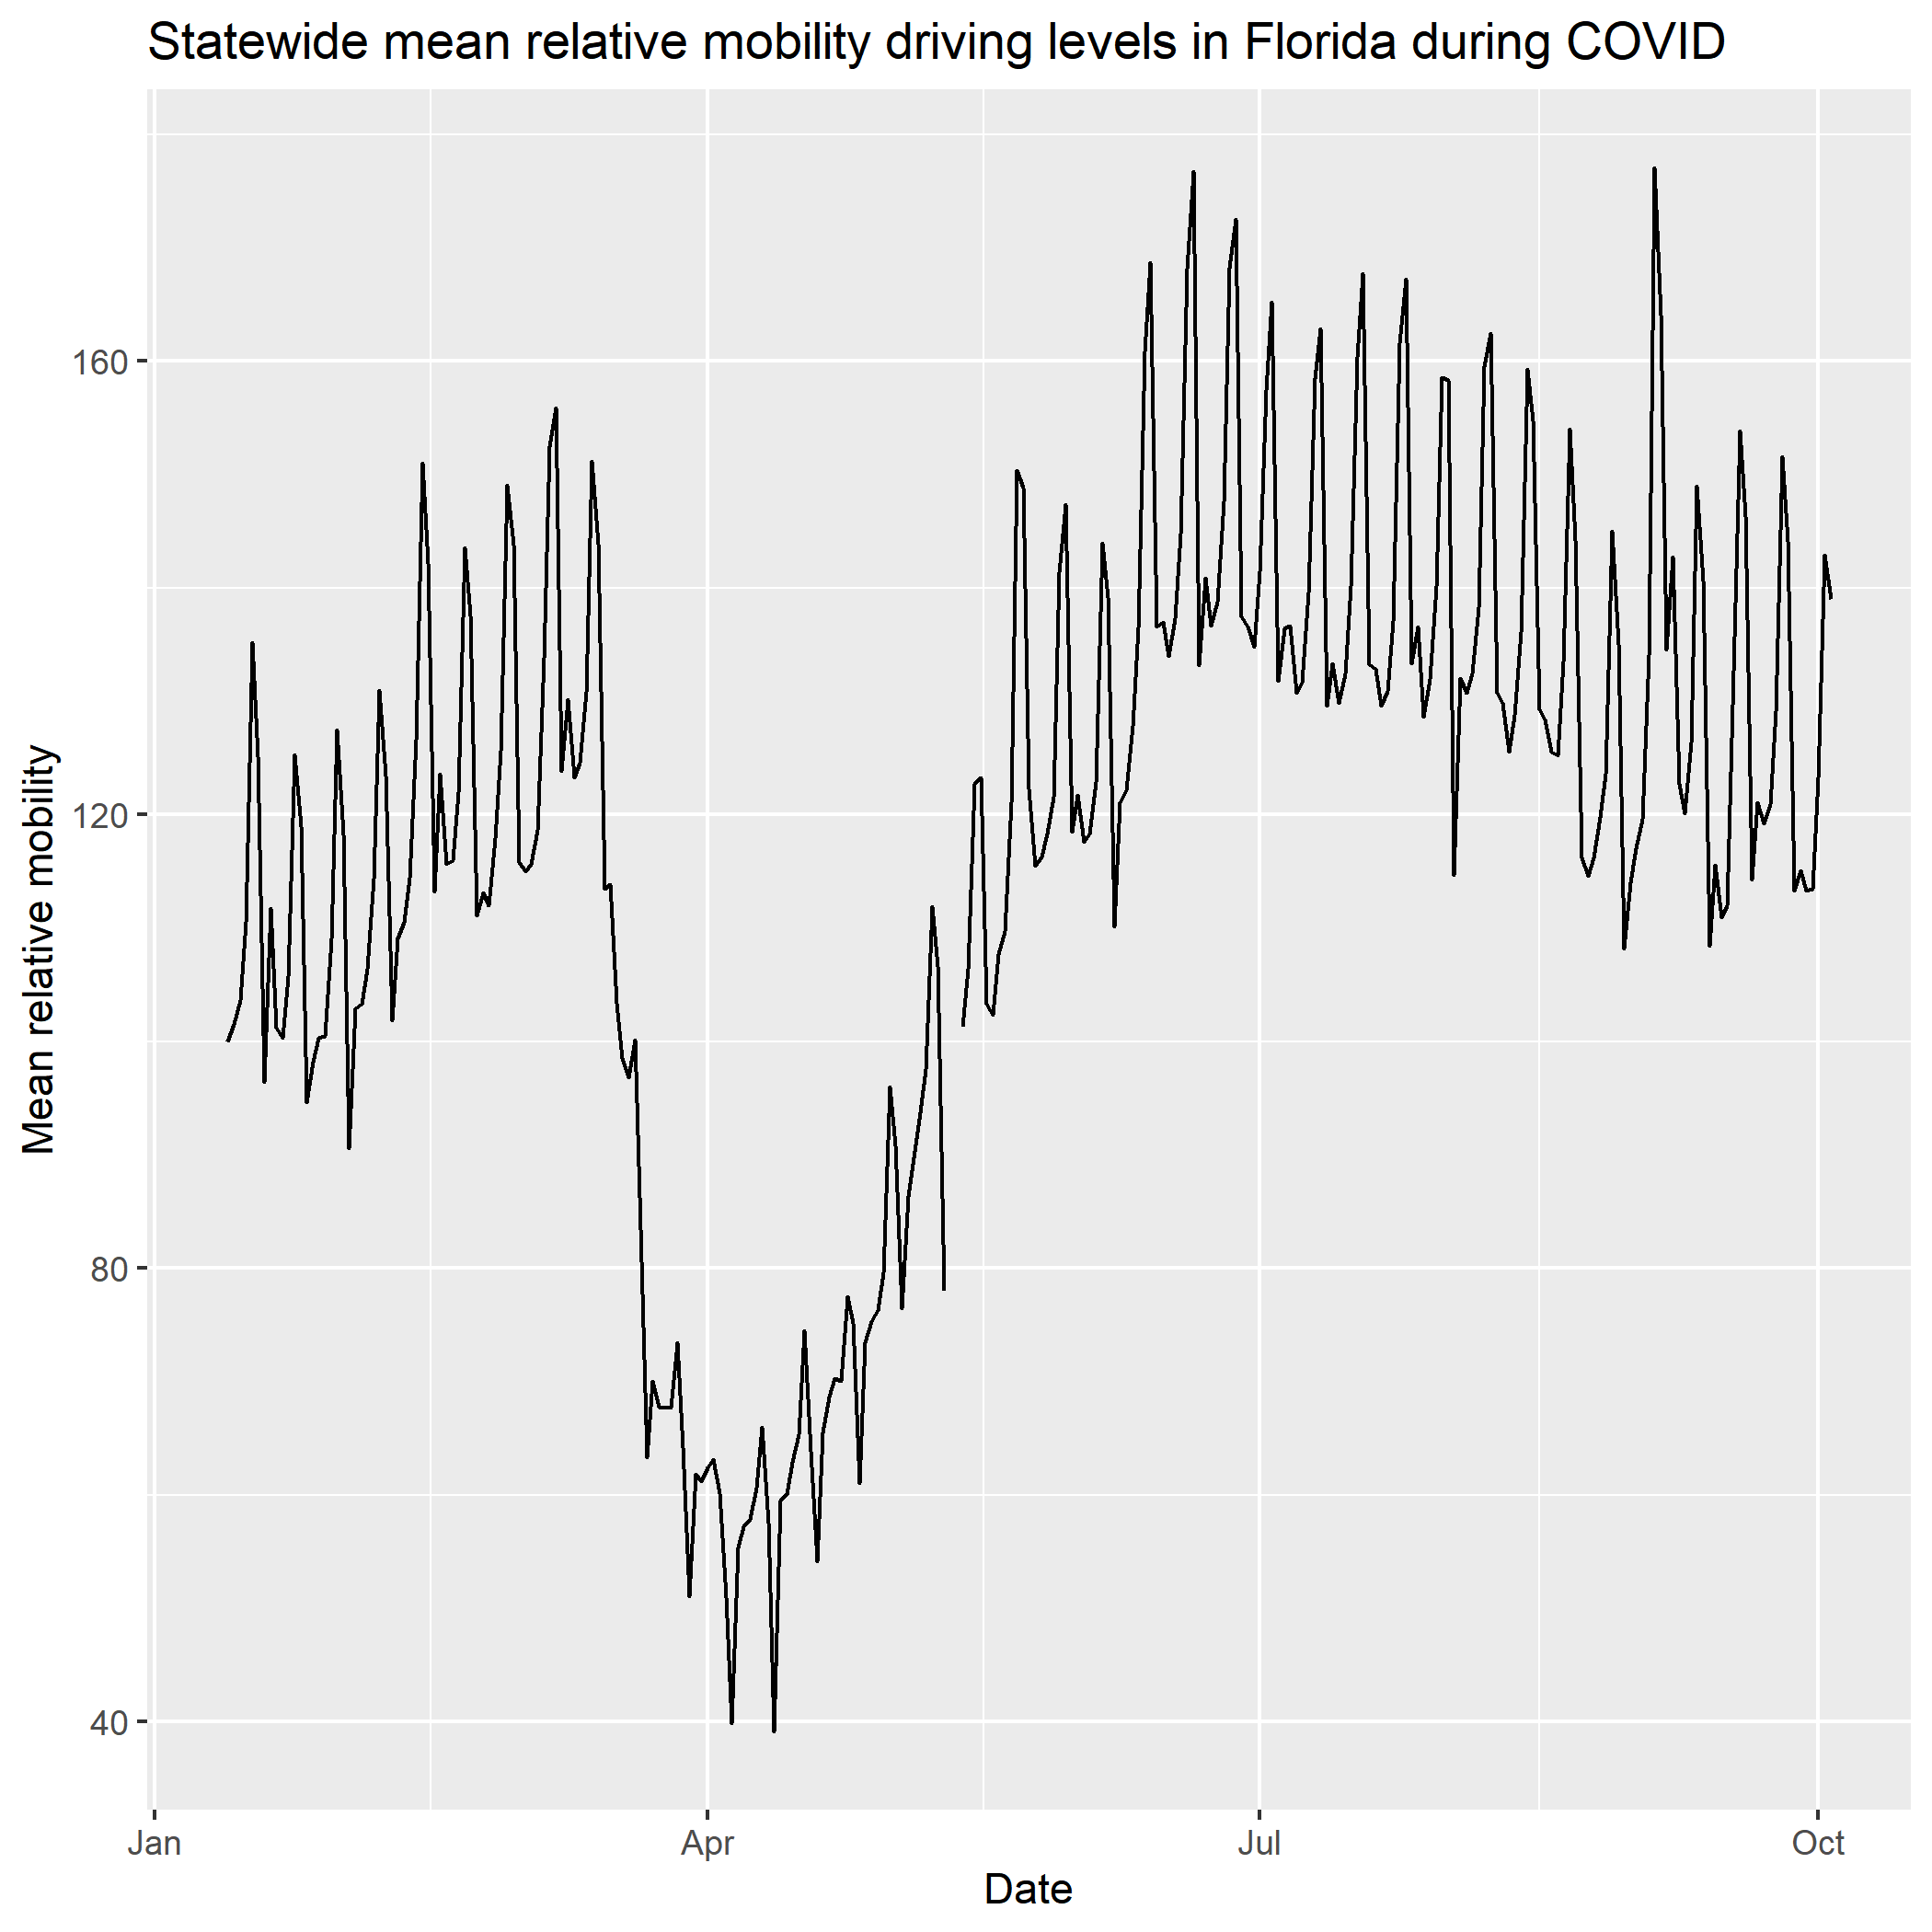 Statewide mean relative mobility driving levels in Florida during COVID
Mean relative mobility
160
120
80
40
Jan Apr Jul Oct
Date